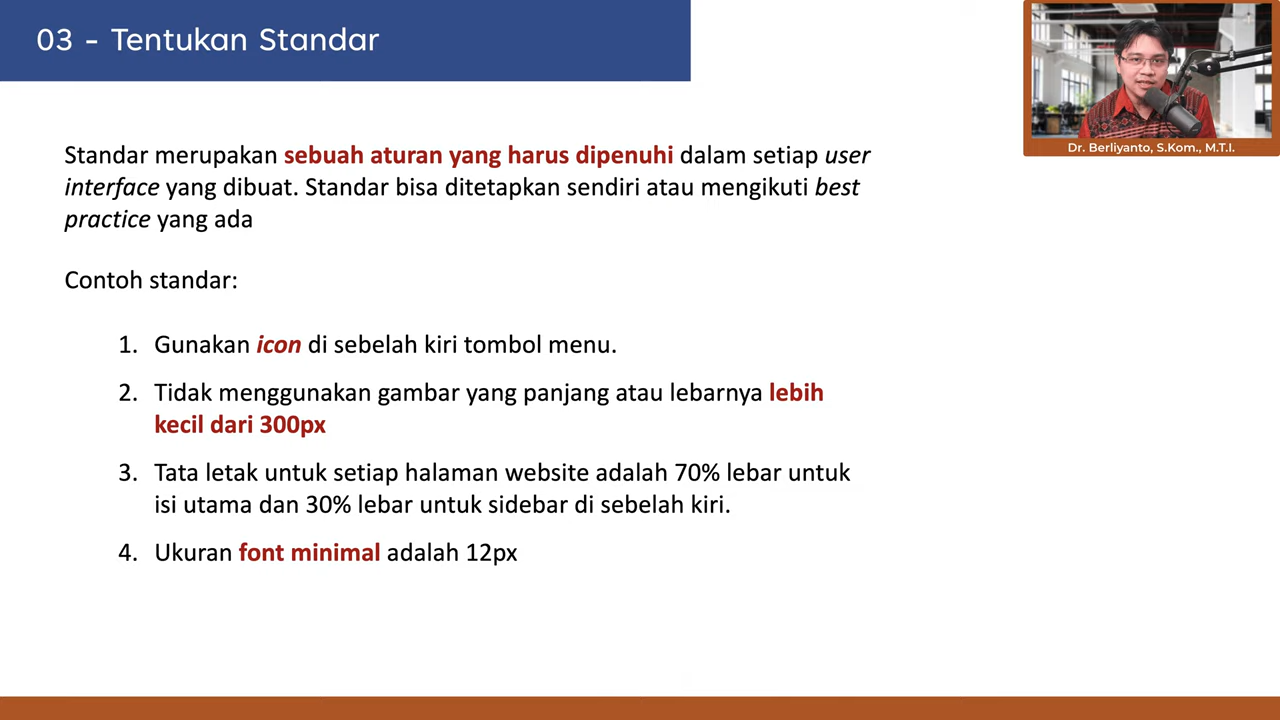 03 - Tentukan Standar
Dr. Berliyanto, S.Kom., M.T.I.
Standar merupakan sebuah aturan yang harus dipenuhi dalam setiap user
interface yang dibuat. Standar bisa ditetapkan sendiri atau mengikuti best
practice yang ada
Contoh standar:
1. Gunakan icon di sebelah kiri tombol menu.
2. Tidak menggunakan gambar yang panjang atau lebarnya lebih
kecil dari 300px
3. Tata letak untuk setiap halaman website adalah 70% lebar untuk
isi utama dan 30% lebar untuk sidebar di sebelah kiri.
4. Ukuran font minimal adalah 12px